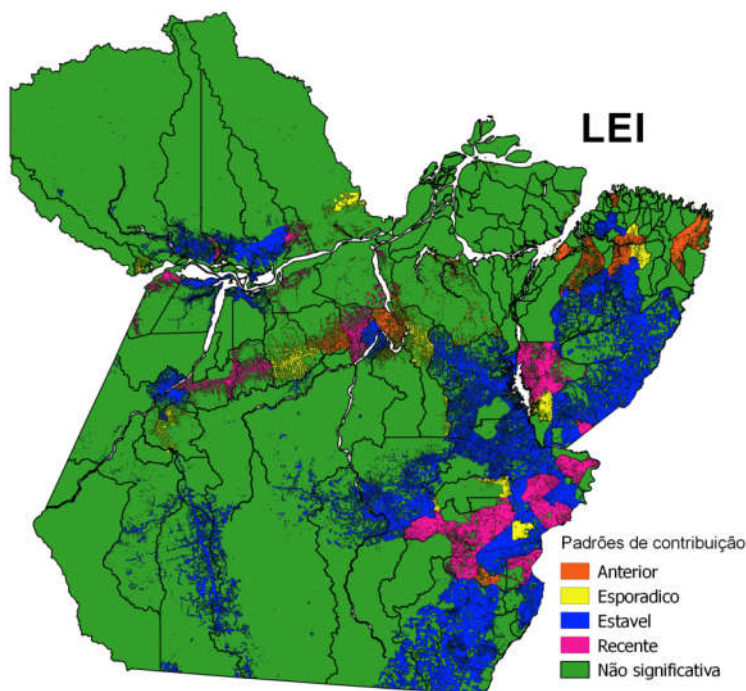 LEI
Padrões de contribuição
Anterior
Esporadico
Estavel
Recente
Não significativa